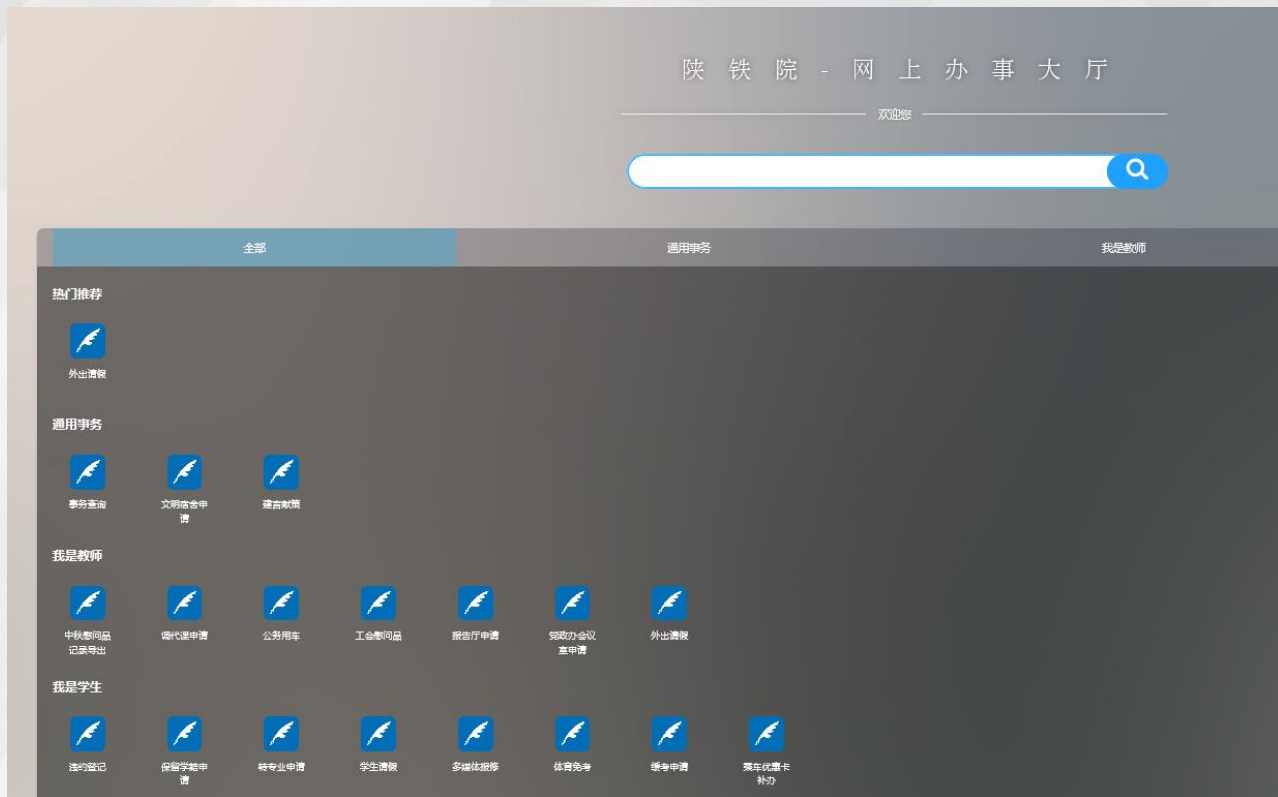 陕铁院-网上办事大厅
欢迎您
全部 通用事务 我是教师
热门推荐
外出请假
通用事务
事务查询 文明宿舍申 建言献策
请
我是教师
中秋慰问品 调代课申请 公务用车 工会慰问品 报告厅申请 党政办会议 外出请假
记录导出 室申请
我是学生
违约登记 保留学籍申 转专业申请 学生请假 多媒体报修 体育免考 缓考申请 乘车优惠卡
请 补办